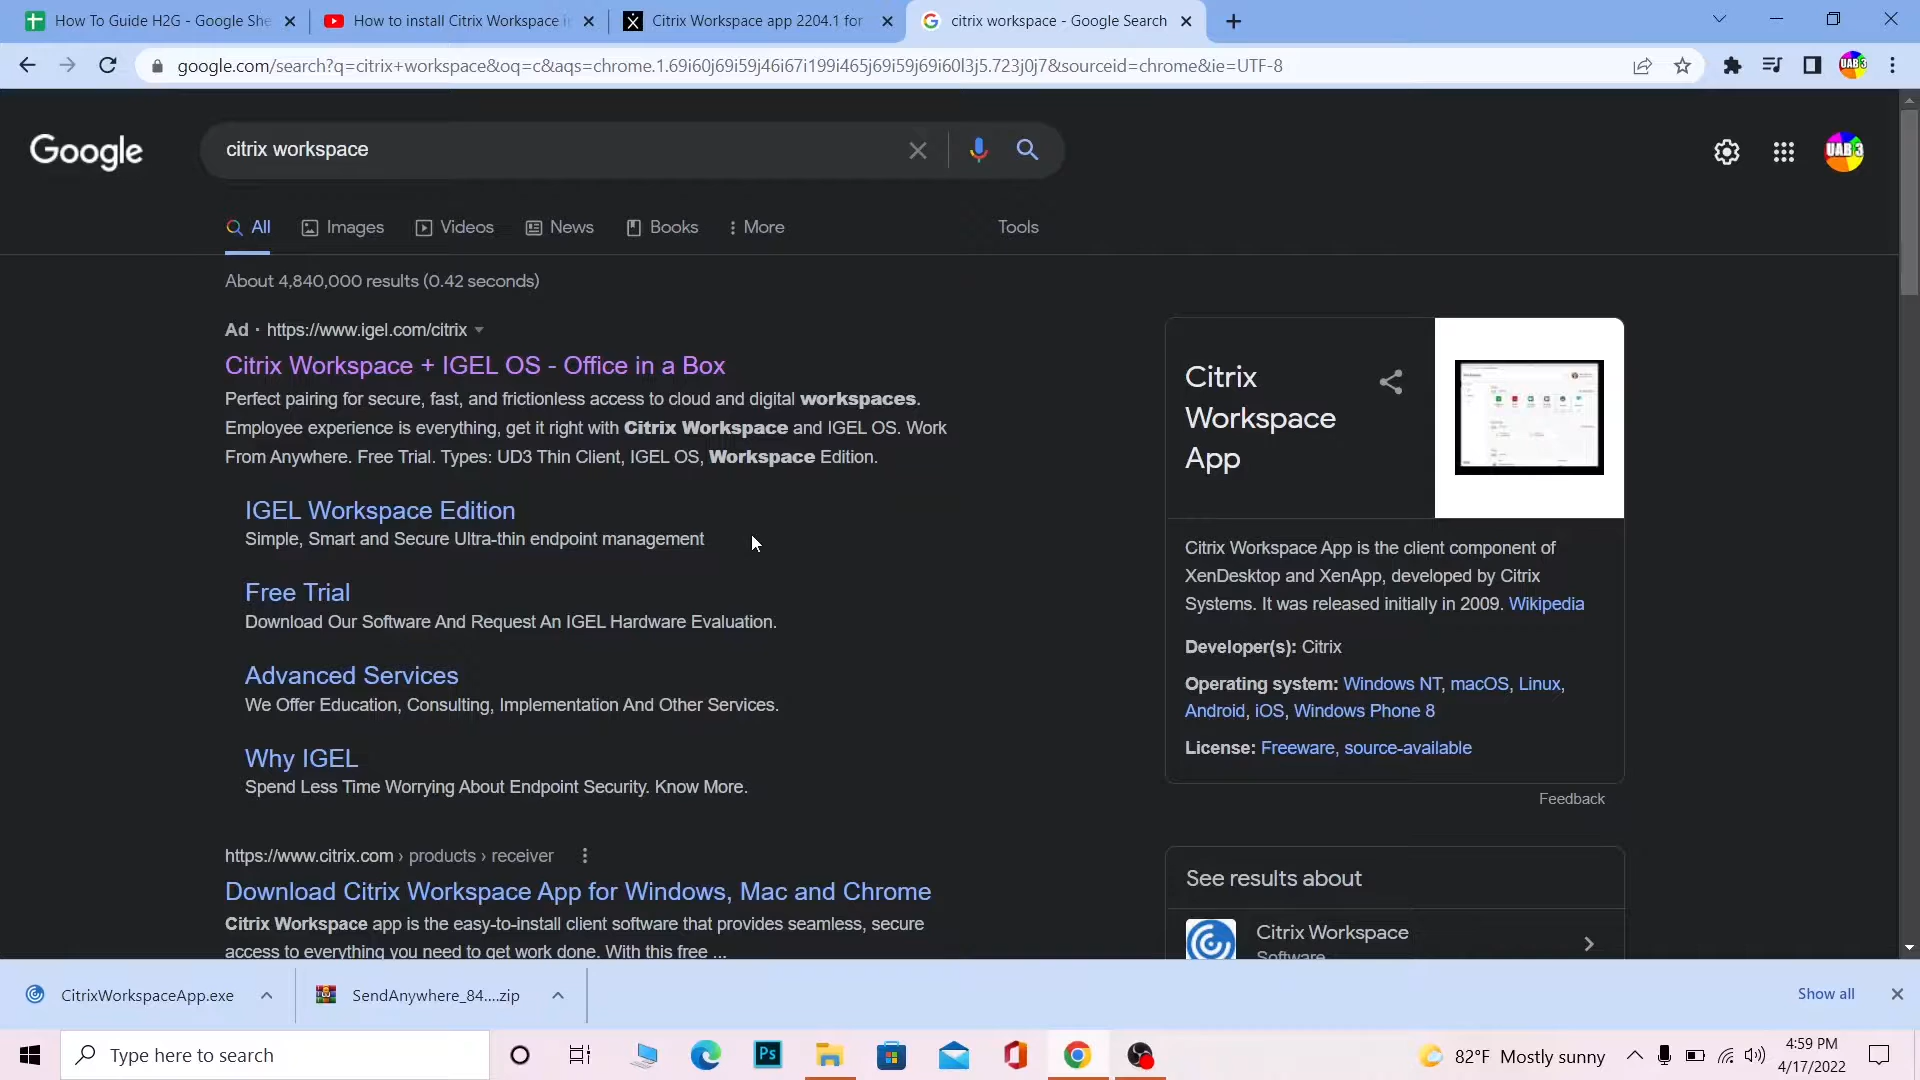 How To Guide H2G - Google She
How to install Citrix Workspace i
Citrix Workspace app 2204.1 for
citrix workspace - Google Search
google.com/search?q=citrix+workspace&oq=c&aqs=chrome.1.69i60j69i59j46i67i199i465j69i59j69i60l3j5.723j0j7&sourceid=chrome&ie=UTF-8
UAB 3
Google
citrix workspace
UAB 3
All
Images
Videos
News
Books
More
Tools
About 4,840,000 results (0.42 seconds)
Ad · https://www.igel.com/citrix
Citrix Workspace + IGEL OS - Office in a Box
Perfect pairing for secure, fast, and frictionless access to cloud and digital workspaces.
Employee experience is everything, get it right with Citrix Workspace and IGEL OS. Work
From Anywhere. Free Trial. Types: UD3 Thin Client, IGEL OS, Workspace Edition.
IGEL Workspace Edition
Simple, Smart and Secure Ultra-thin endpoint management
Free Trial
Download Our Software And Request An IGEL Hardware Evaluation.
Advanced Services
We Offer Education, Consulting, Implementation And Other Services.
Why IGEL
Spend Less Time Worrying About Endpoint Security. Know More.
https://www.citrix.com › products › receiver
Download Citrix Workspace App for Windows, Mac and Chrome
Citrix Workspace app is the easy-to-install client software that provides seamless, secure
access to everything you need to get work done. With this free ...
Citrix
Workspace
App
Citrix Workspace App is the client component of
XenDesktop and XenApp, developed by Citrix
Systems. It was released initially in 2009. Wikipedia
Developer(s): Citrix
Operating system: Windows NT, macOS, Linux,
Android, iOS, Windows Phone 8
License: Freeware, source-available
Feedback
See results about
Citrix Workspace
Software
CitrixWorkspaceApp.exe
SendAnywhere_84....zip
Show all
Type here to search
Ps
82°F Mostly sunny
4:59 PM
4/17/2022